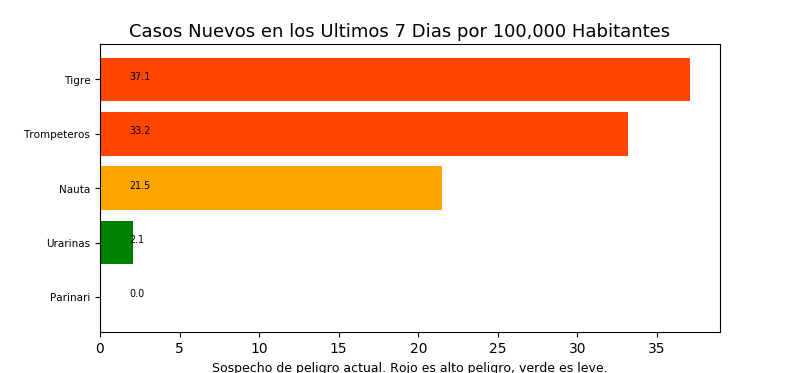 Casos Nuevos en los Ultimos 7 Dias por 100,000 Habitantes
Tigre 37.1
Trompeteros 33.2
Nauta 21.5
Urarinas 2.1
Parinari 0.0
0 5 10 15 20 25 30 35
Sospecho de peligro actual. Rojo es alto peligro, verde es leve.